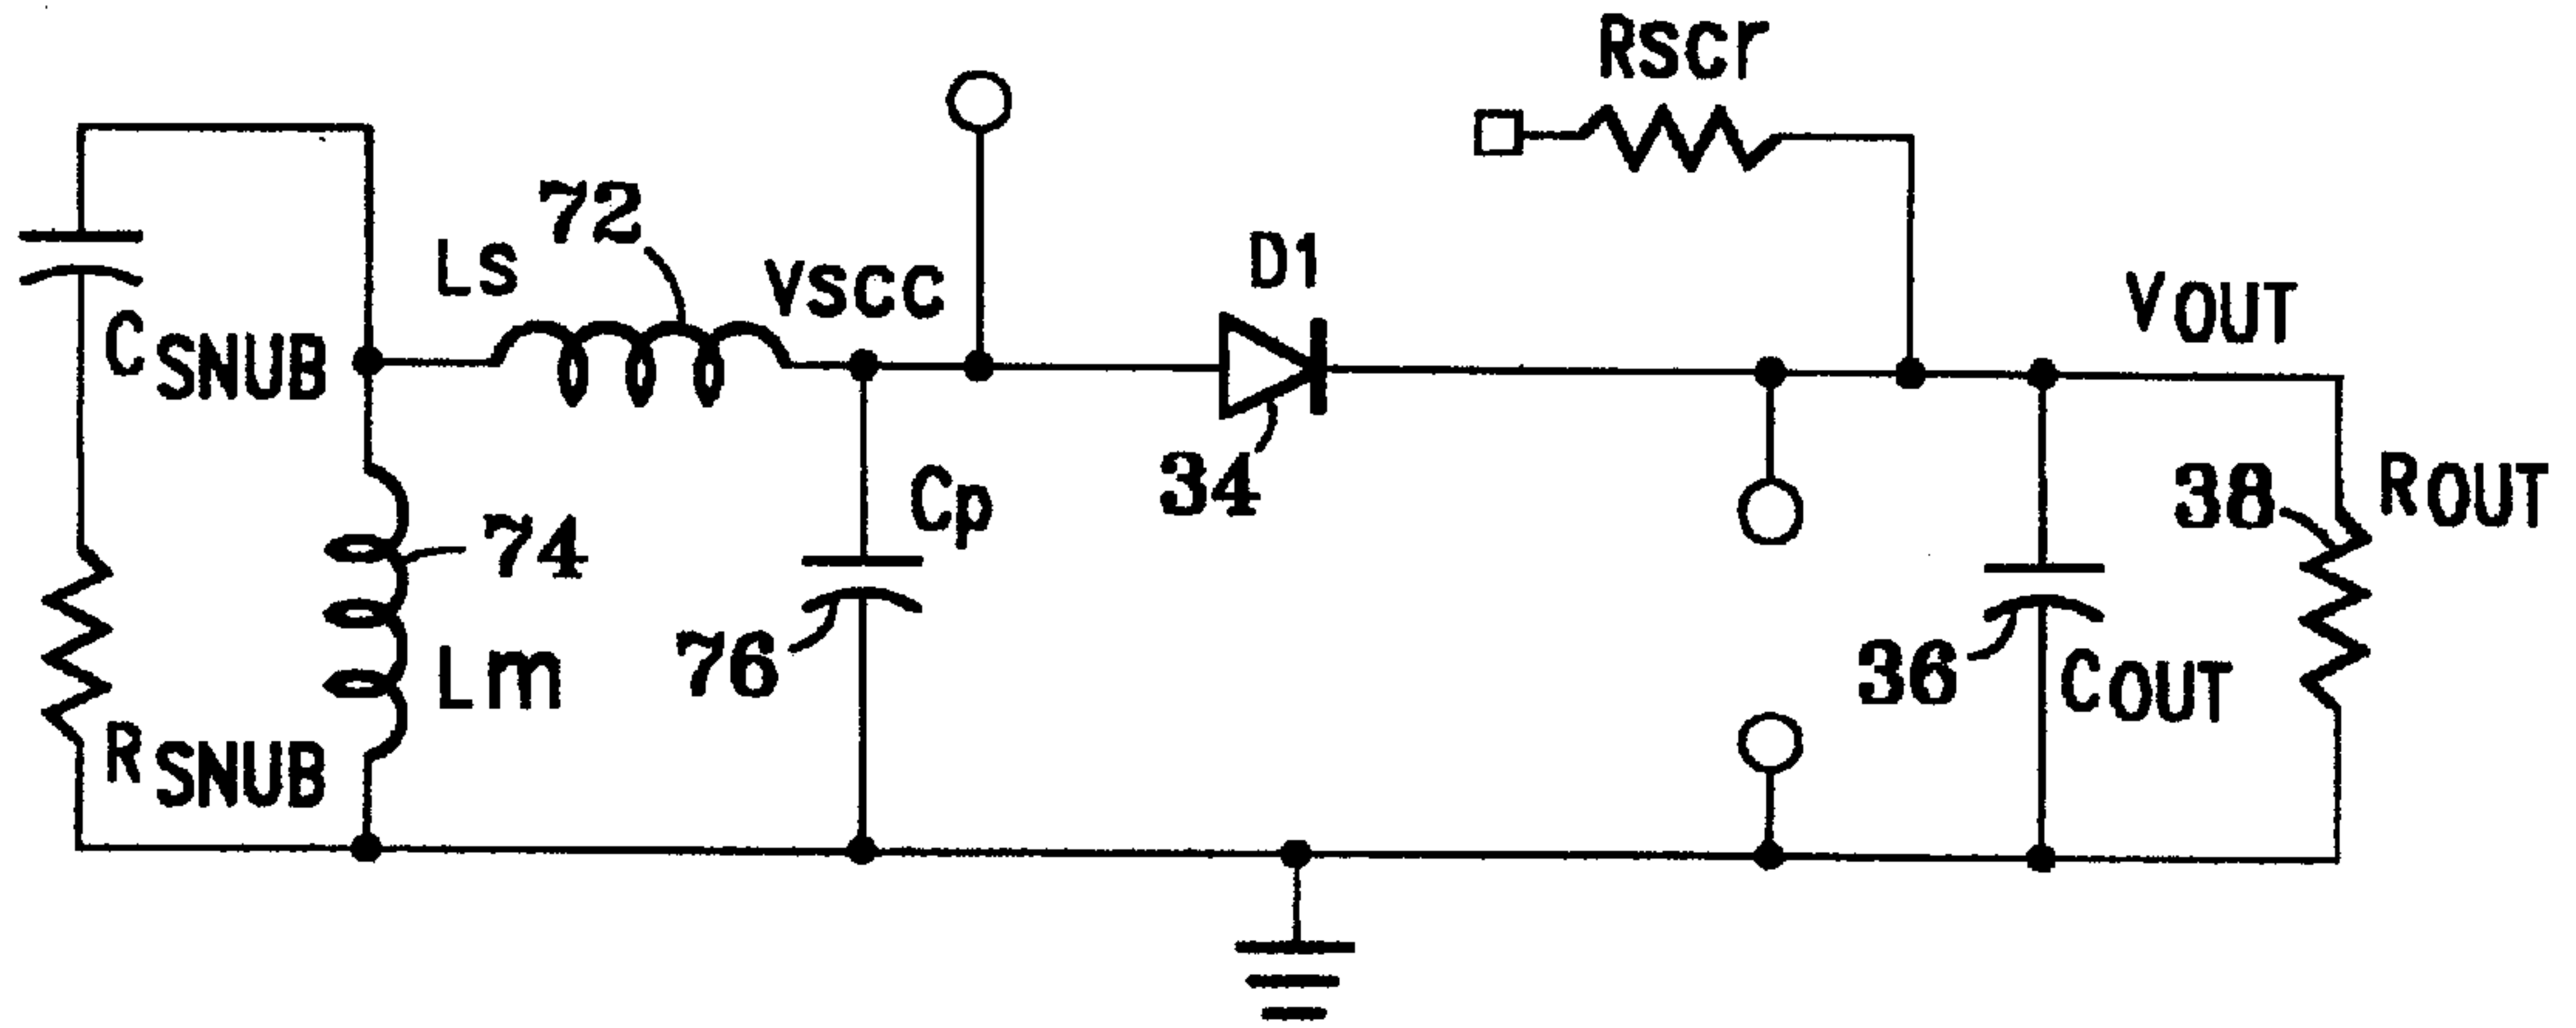 Rscr
72
Ls
Vscc
D1
VOUT
CSNUB
34
Cp
38
ROUT
74
Lm
76
36
COUT
RSNUB